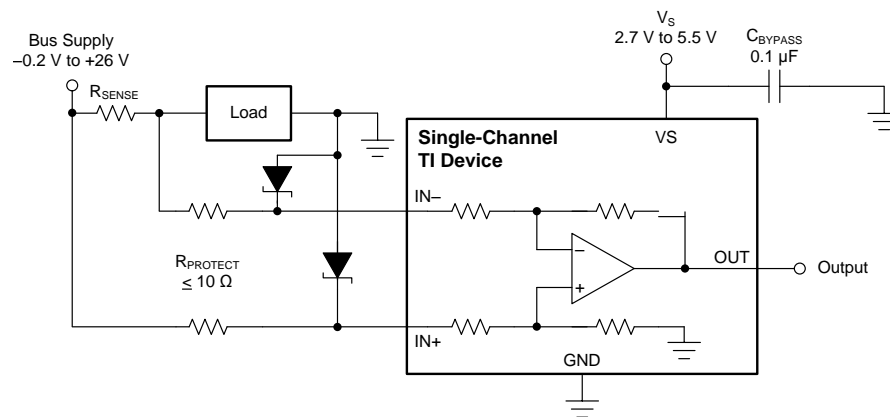 Bus Supply
–0.2 V to +26 V
RSENSE
Load
VS
2.7 V to 5.5 V
CBYPASS
0.1 µF
Single-Channel
TI Device
VS
IN–
RPROTECT
≤ 10 Ω
–
+
OUT
Output
IN+
GND